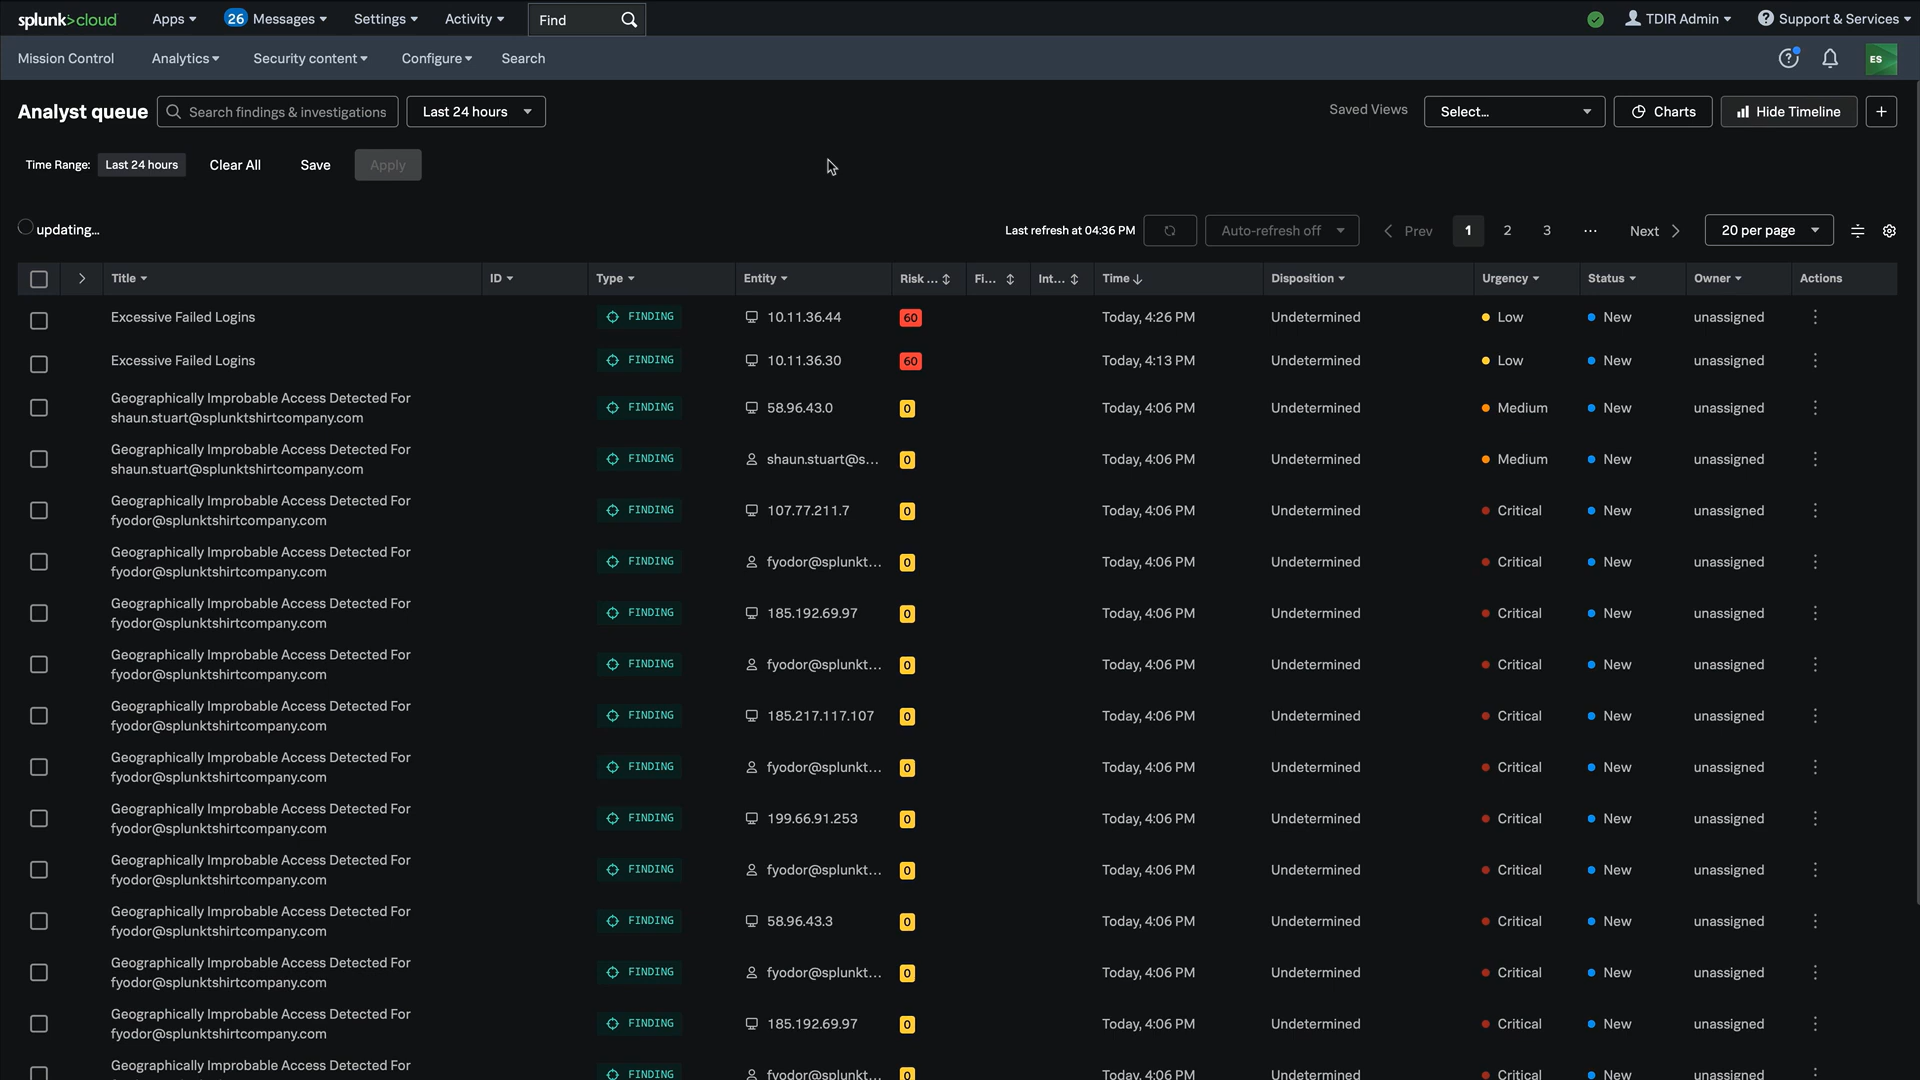 splunk>cloud Apps 26 Messages Settings Activity Find TDIR Admin Support & Services
Mission Control Analytics Security content Configure Search ES
Analyst queue Search findings & investigations Last 24 hours Saved Views Select... Charts Hide Timeline +
Time Range: Last 24 hours Clear All Save Apply
updating... Last refresh at 04:36 PM Auto-refresh off Prev 1 2 3 ... Next 20 per page
Title ID Type Entity Risk ... Fi... Int... Time Disposition Urgency Status Owner Actions
Excessive Failed Logins FINDING 10.11.36.44 60 Today, 4:26 PM Undetermined Low New unassigned
Excessive Failed Logins FINDING 10.11.36.30 60 Today, 4:13 PM Undetermined Low New unassigned
Geographically Improbable Access Detected For
shaun.stuart@splunktshirtcompany.com FINDING 58.96.43.0 0 Today, 4:06 PM Undetermined Medium New unassigned
Geographically Improbable Access Detected For
shaun.stuart@splunktshirtcompany.com FINDING shaun.stuart@s... 0 Today, 4:06 PM Undetermined Medium New unassigned
Geographically Improbable Access Detected For
fyodor@splunktshirtcompany.com FINDING 107.77.211.7 0 Today, 4:06 PM Undetermined Critical New unassigned
Geographically Improbable Access Detected For
fyodor@splunktshirtcompany.com FINDING fyodor@splunkt... 0 Today, 4:06 PM Undetermined Critical New unassigned
Geographically Improbable Access Detected For
fyodor@splunktshirtcompany.com FINDING 185.192.69.97 0 Today, 4:06 PM Undetermined Critical New unassigned
Geographically Improbable Access Detected For
fyodor@splunktshirtcompany.com FINDING fyodor@splunkt... 0 Today, 4:06 PM Undetermined Critical New unassigned
Geographically Improbable Access Detected For
fyodor@splunktshirtcompany.com FINDING 185.217.117.107 0 Today, 4:06 PM Undetermined Critical New unassigned
Geographically Improbable Access Detected For
fyodor@splunktshirtcompany.com FINDING fyodor@splunkt... 0 Today, 4:06 PM Undetermined Critical New unassigned
Geographically Improbable Access Detected For
fyodor@splunktshirtcompany.com FINDING 199.66.91.253 0 Today, 4:06 PM Undetermined Critical New unassigned
Geographically Improbable Access Detected For
fyodor@splunktshirtcompany.com FINDING fyodor@splunkt... 0 Today, 4:06 PM Undetermined Critical New unassigned
Geographically Improbable Access Detected For
fyodor@splunktshirtcompany.com FINDING 58.96.43.3 0 Today, 4:06 PM Undetermined Critical New unassigned
Geographically Improbable Access Detected For
fyodor@splunktshirtcompany.com FINDING fyodor@splunkt... 0 Today, 4:06 PM Undetermined Critical New unassigned
Geographically Improbable Access Detected For
fyodor@splunktshirtcompany.com FINDING 185.192.69.97 0 Today, 4:06 PM Undetermined Critical New unassigned
Geographically Improbable Access Detected For
FINDING fyodor@splunkt... 0 Today, 4:06 PM Undetermined Critical New unassigned